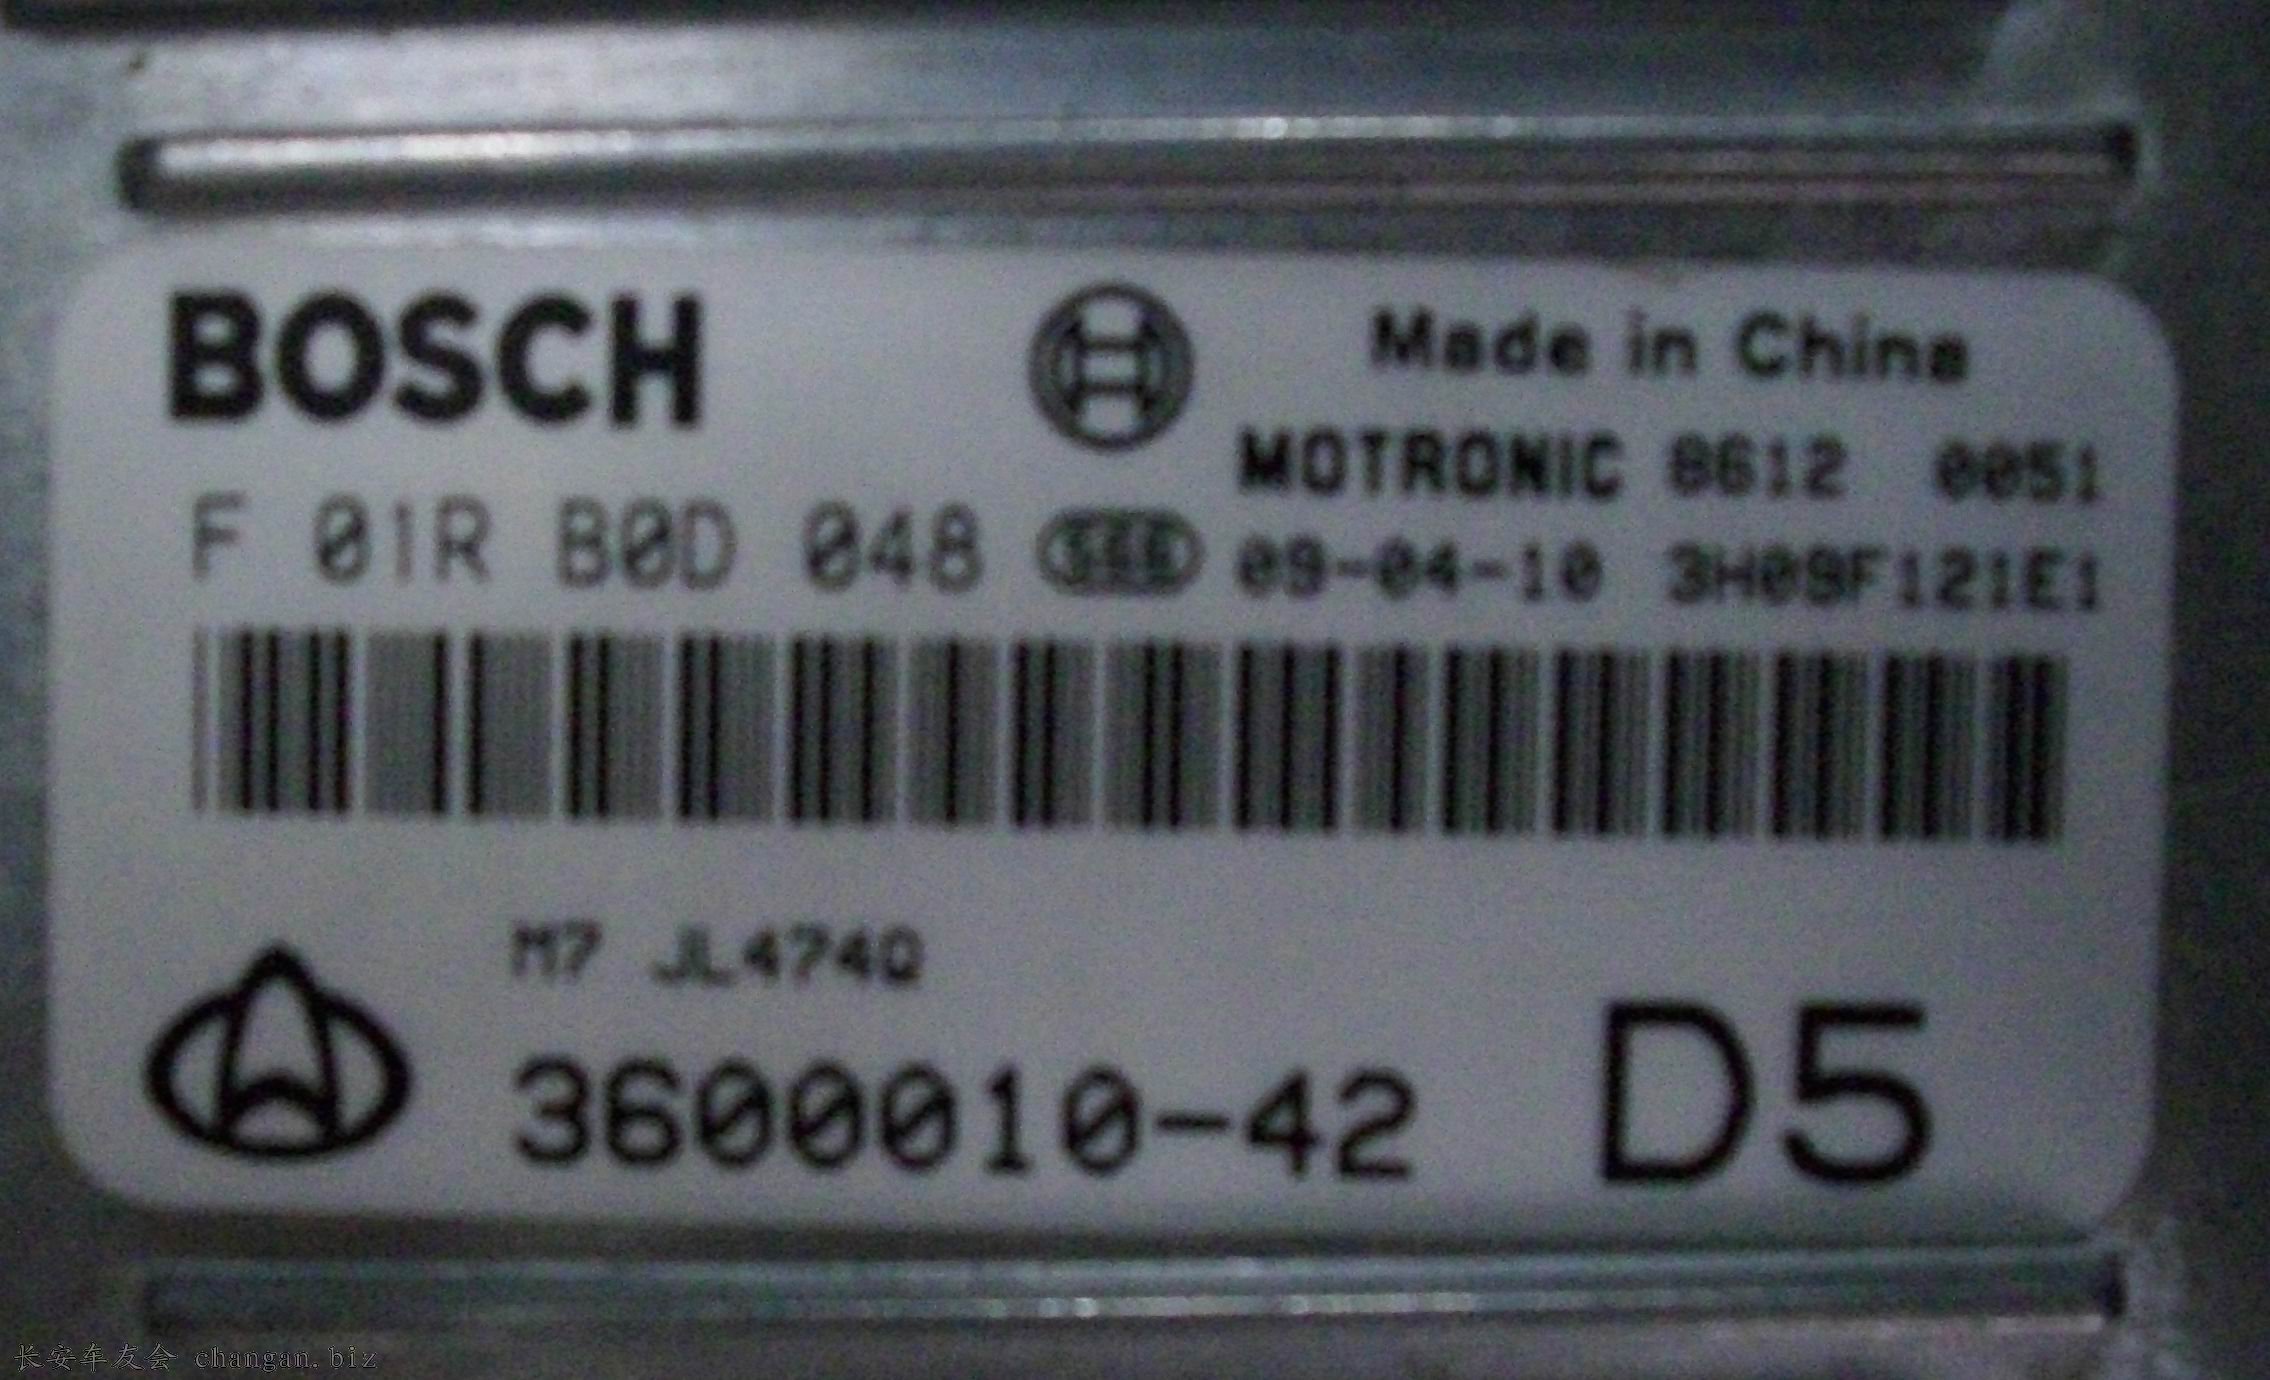 BOSCH
Made in China
MOTRONIC 8612 0051
F 01R B0D 048
09-04-10 3H09F121E1
M7 JL474Q
3600010-42 D5
长安车友会 changan.biz